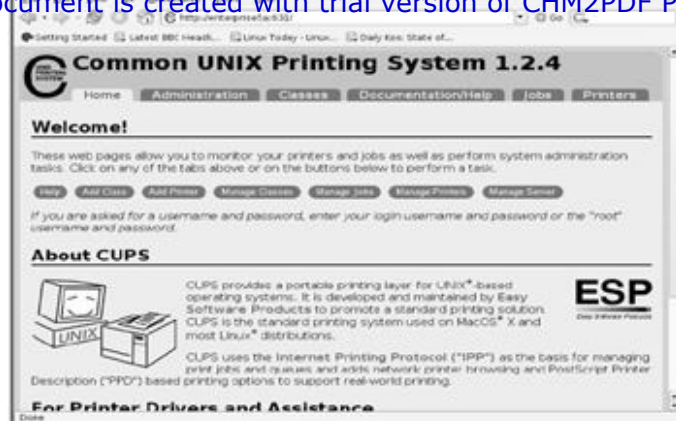 ocument is created with trial version of CHM2PDF P
http://enterprise5a:631/
Go
Getting Started Latest BBC Headli... Linux Today - Linux... Daily Kos: State of...
Common UNIX Printing System 1.2.4
Home Administration Classes Documentation/Help Jobs Printers
Welcome!
These web pages allow you to monitor your printers and jobs as well as perform system administration
tasks. Click on any of the tabs above or on the buttons below to perform a task.
Help Add Class Add Printer Manage Classes Manage Jobs Manage Printers Manage Server
If you are asked for a username and password, enter your login username and password or the "root"
username and password.
About CUPS
CUPS provides a portable printing layer for UNIX®-based
operating systems. It is developed and maintained by Easy
Software Products to promote a standard printing solution.
CUPS is the standard printing system used on MacOS® X and
most Linux® distributions.
ESP
Easy Software Products
UNIX
CUPS uses the Internet Printing Protocol ("IPP") as the basis for managing
print jobs and queues and adds network printer browsing and PostScript Printer
Description ("PPD") based printing options to support real-world printing.
For Printer Drivers and Assistance
Done